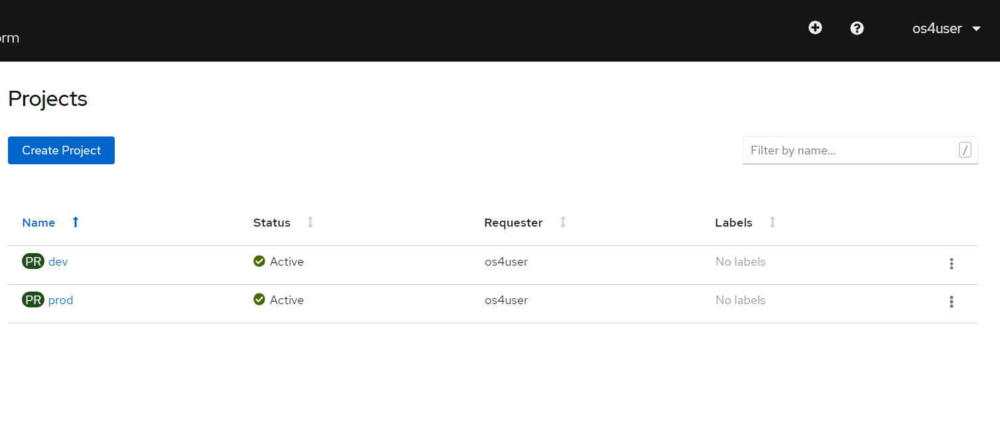 orm
os4user
Projects
Create Project
Filter by name...
/
Name Status Requester Labels
PR dev Active os4user No labels
PR prod Active os4user No labels